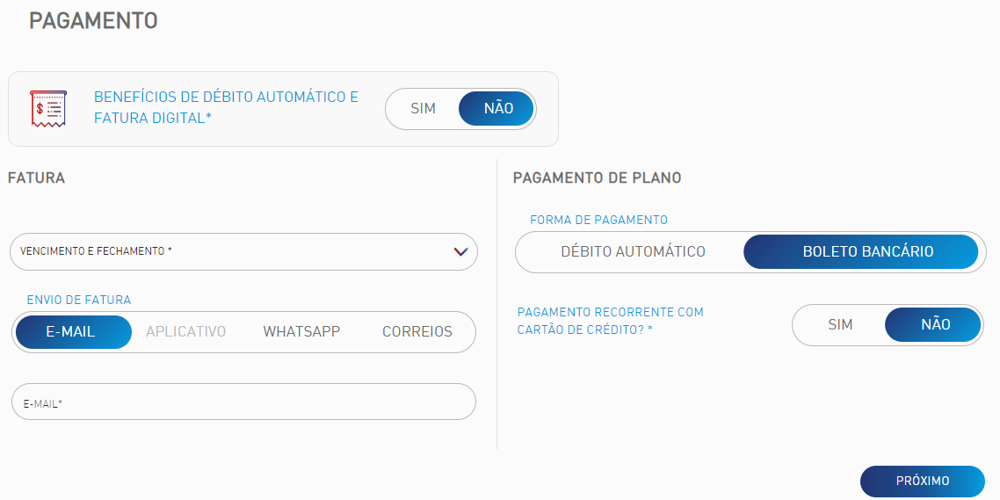 PAGAMENTO
BENEFÍCIOS DE DÉBITO AUTOMÁTICO E
FATURA DIGITAL*
SIM
NÃO
FATURA
VENCIMENTO E FECHAMENTO *
ENVIO DE FATURA
E-MAIL
APLICATIVO
WHATSAPP
CORREIOS
E-MAIL*
PAGAMENTO DE PLANO
FORMA DE PAGAMENTO
DÉBITO AUTOMÁTICO
BOLETO BANCÁRIO
PAGAMENTO RECORRENTE COM
CARTÃO DE CRÉDITO? *
SIM
NÃO
PRÓXIMO